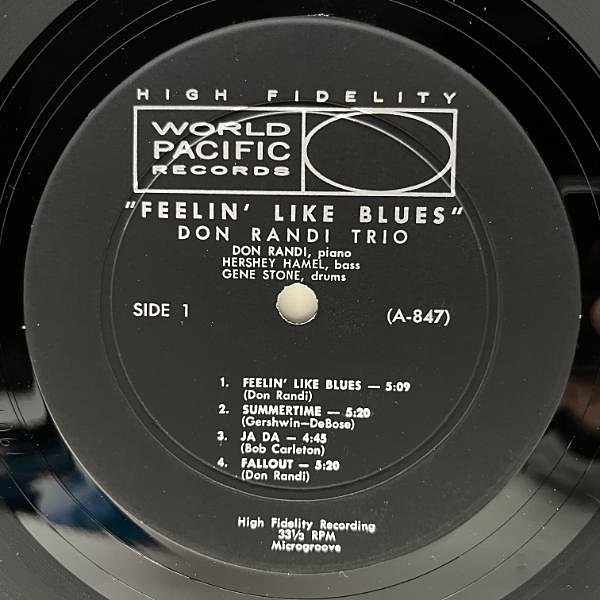 HIGH FIDELITY
WORLD
PACIFIC
RECORDS
"FEELIN' LIKE BLUES"
DON RANDI TRIO
DON RANDI, piano
HERSHEY HAMEL, bass
GENE STONE, drums
SIDE 1 (A-847)
1. FEELIN' LIKE BLUES — 5:09
(Don Randi)
2. SUMMERTIME — 5:20
(Gershwin—DeBose)
3. JA DA — 4:45
(Bob Carleton)
4. FALLOUT — 5:20
(Don Randi)
High Fidelity Recording
33⅓ RPM
Microgroove